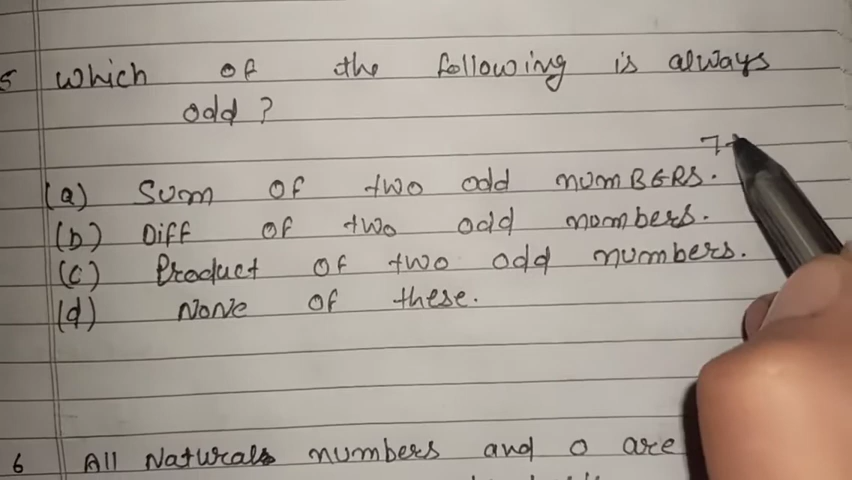 5 Which of the following is always
odd ?
7+
(a) Sum of two odd numBERS.
(b) Diff of two odd nombers.
(c) Product of two odd numbers.
(d) NoNe of these.
6 All Naturals numbers and 0 are